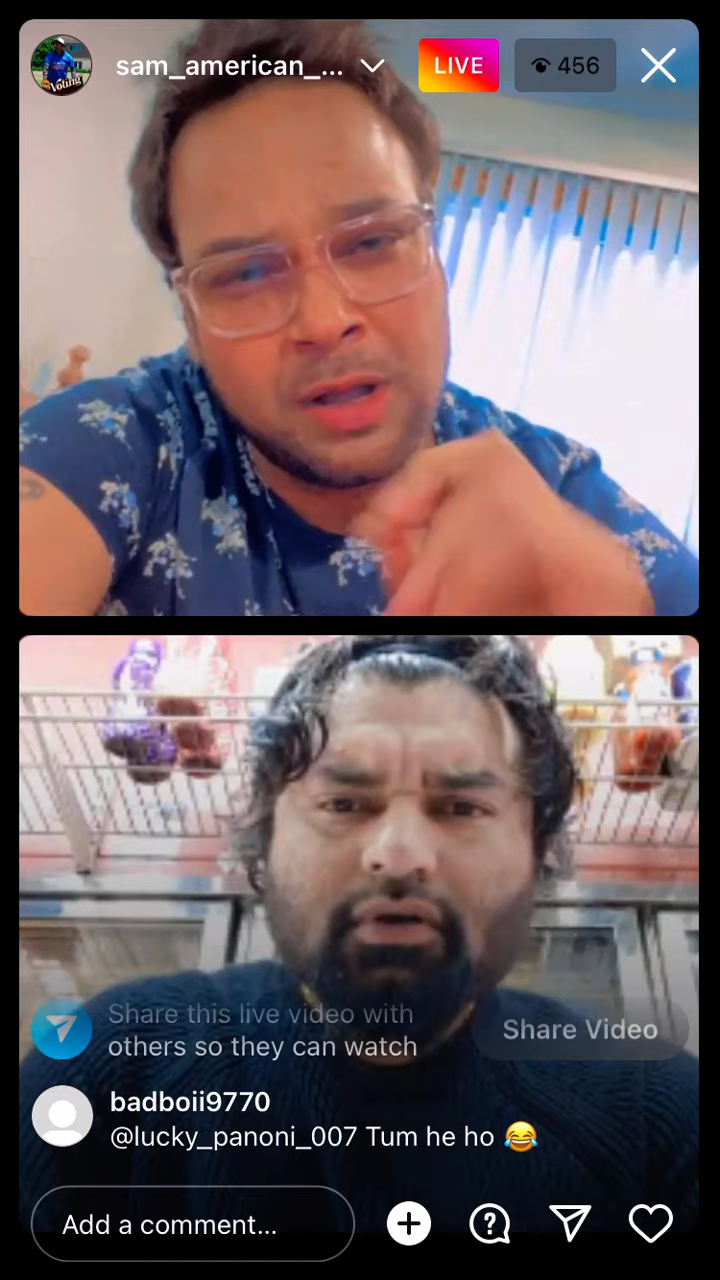 sam_american_...
LIVE
456
Voting
Share this live video with
others so they can watch
Share Video
badboii9770
@lucky_panoni_007 Tum he ho 😂
Add a comment...